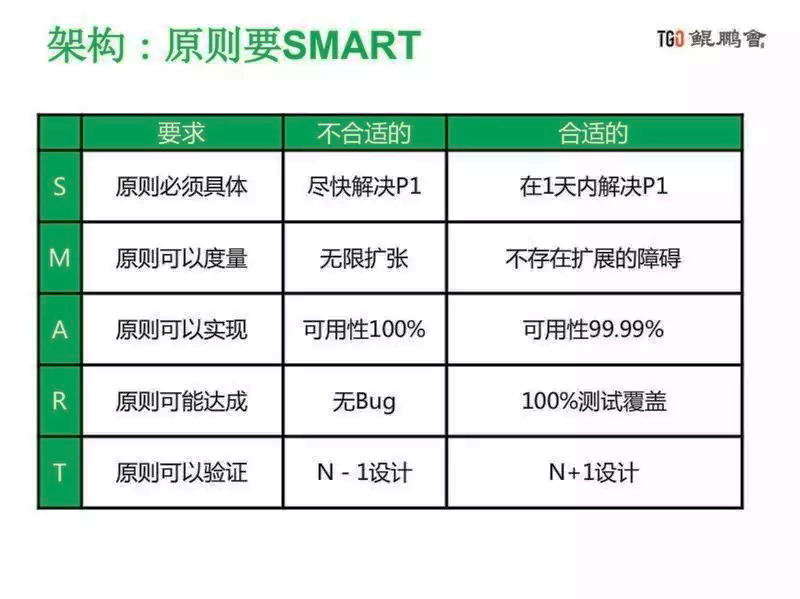 架构：原则要SMART
TGO 鲲鹏會
要求 不合适的 合适的
S 原则必须具体 尽快解决P1 在1天内解决P1
M 原则可以度量 无限扩张 不存在扩展的障碍
A 原则可以实现 可用性100% 可用性99.99%
R 原则可能达成 无Bug 100%测试覆盖
T 原则可以验证 N - 1设计 N+1设计